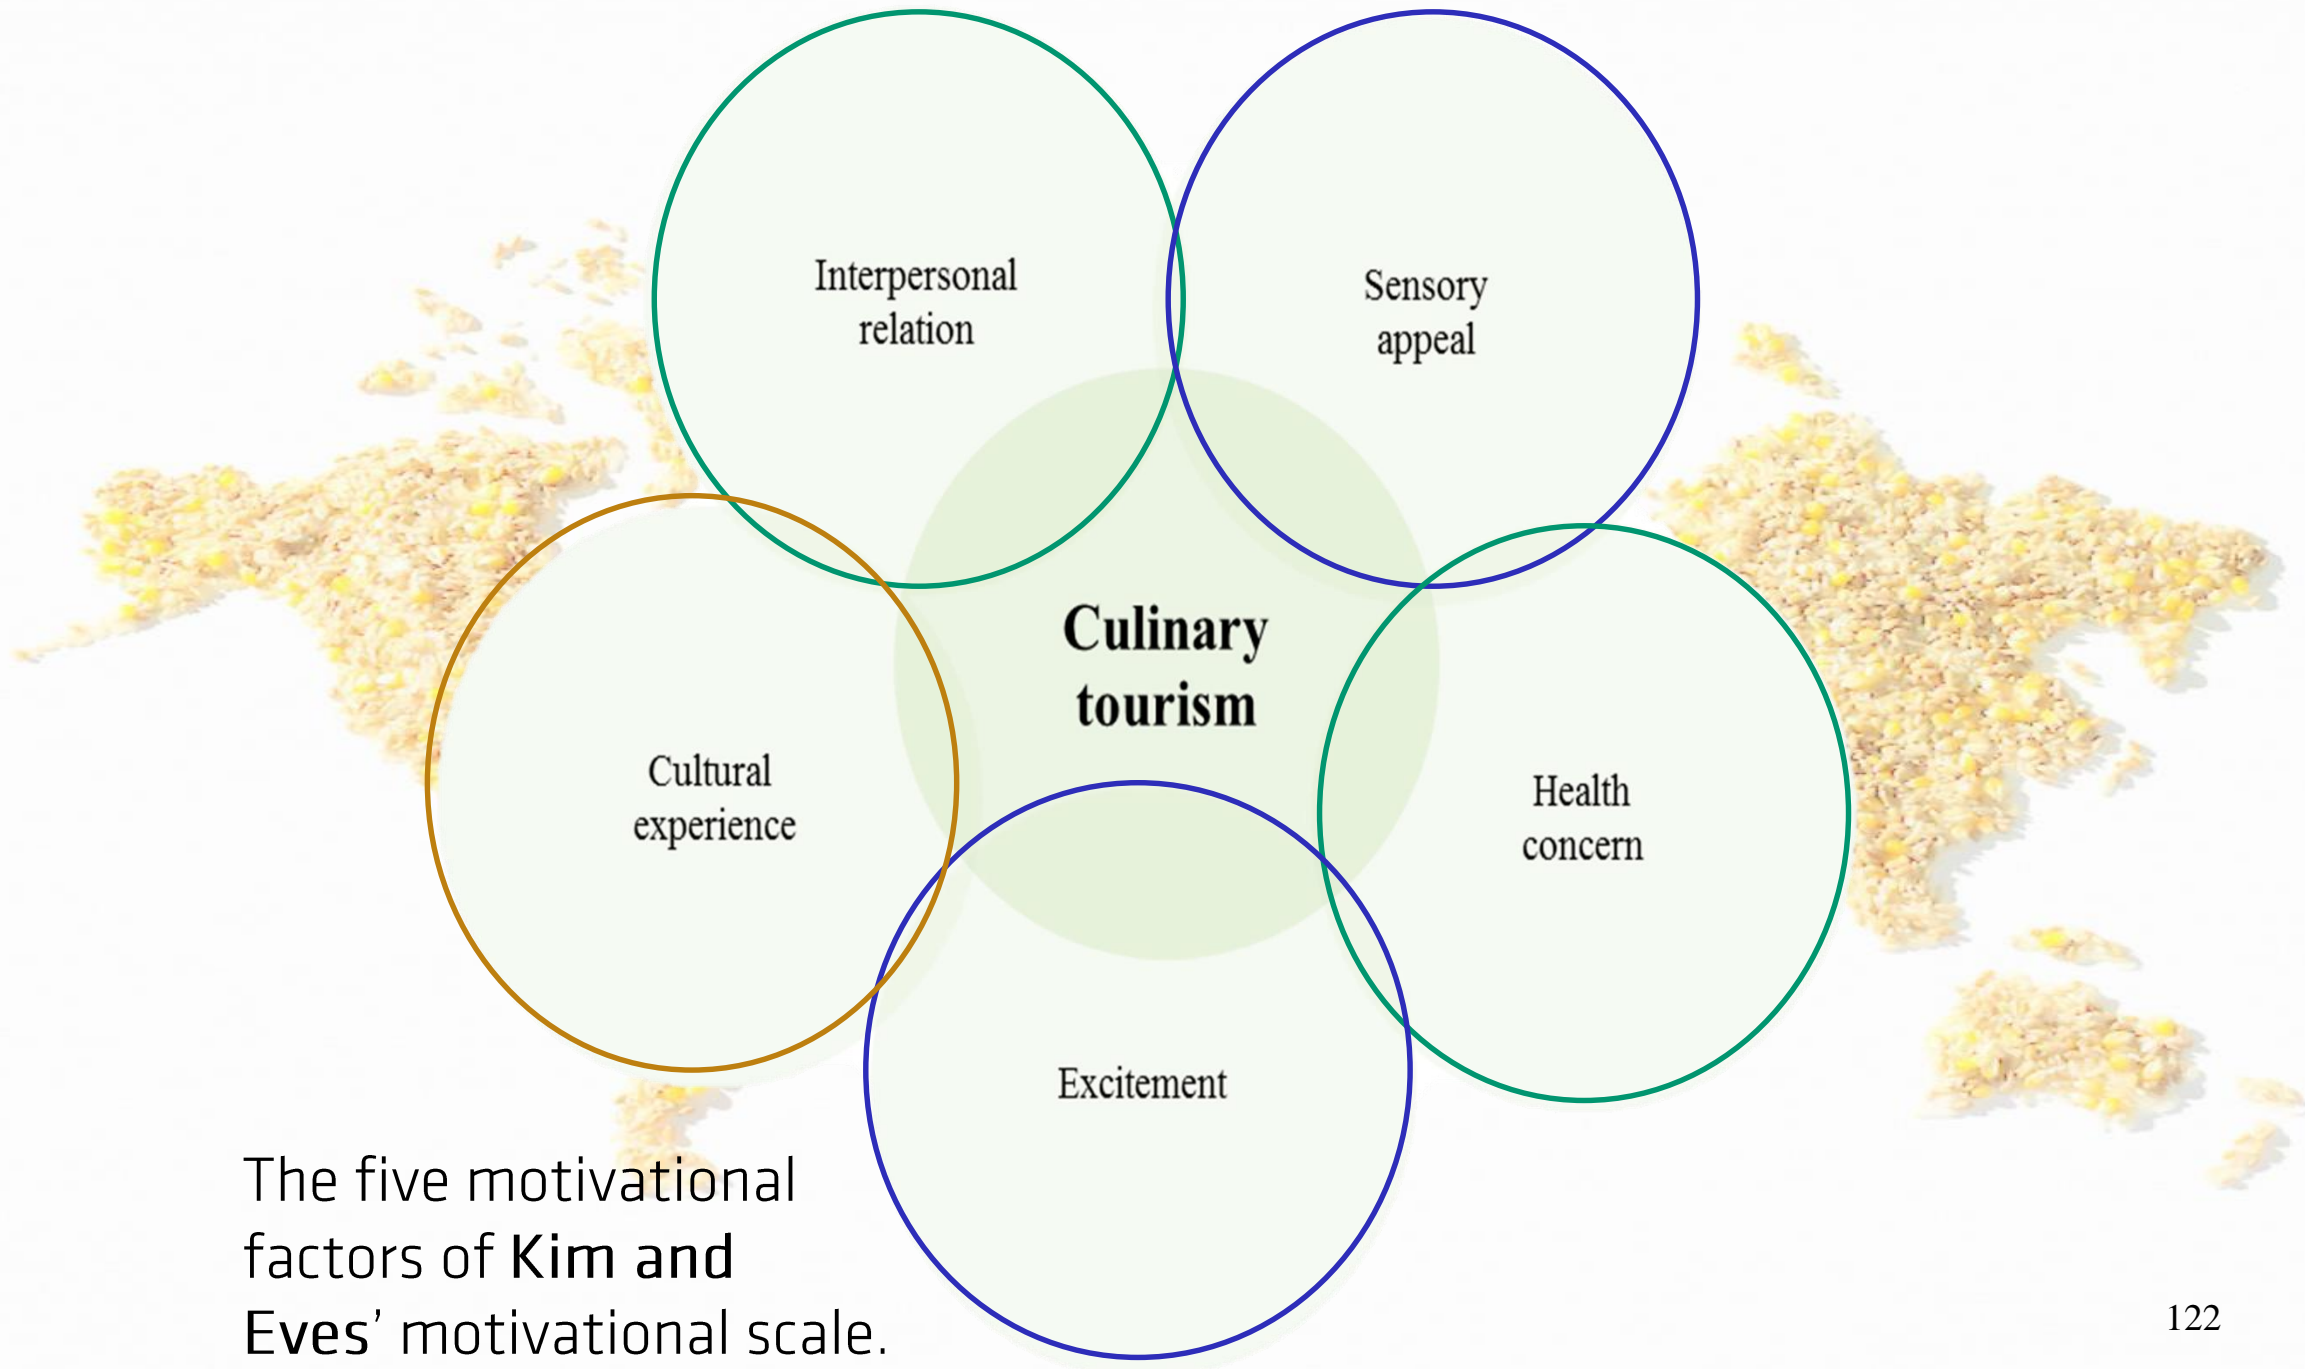 Interpersonal
relation
Sensory
appeal
Culinary
tourism
Cultural
experience
Health
concern
Excitement
The five motivational
factors of Kim and
Eves’ motivational scale.
122